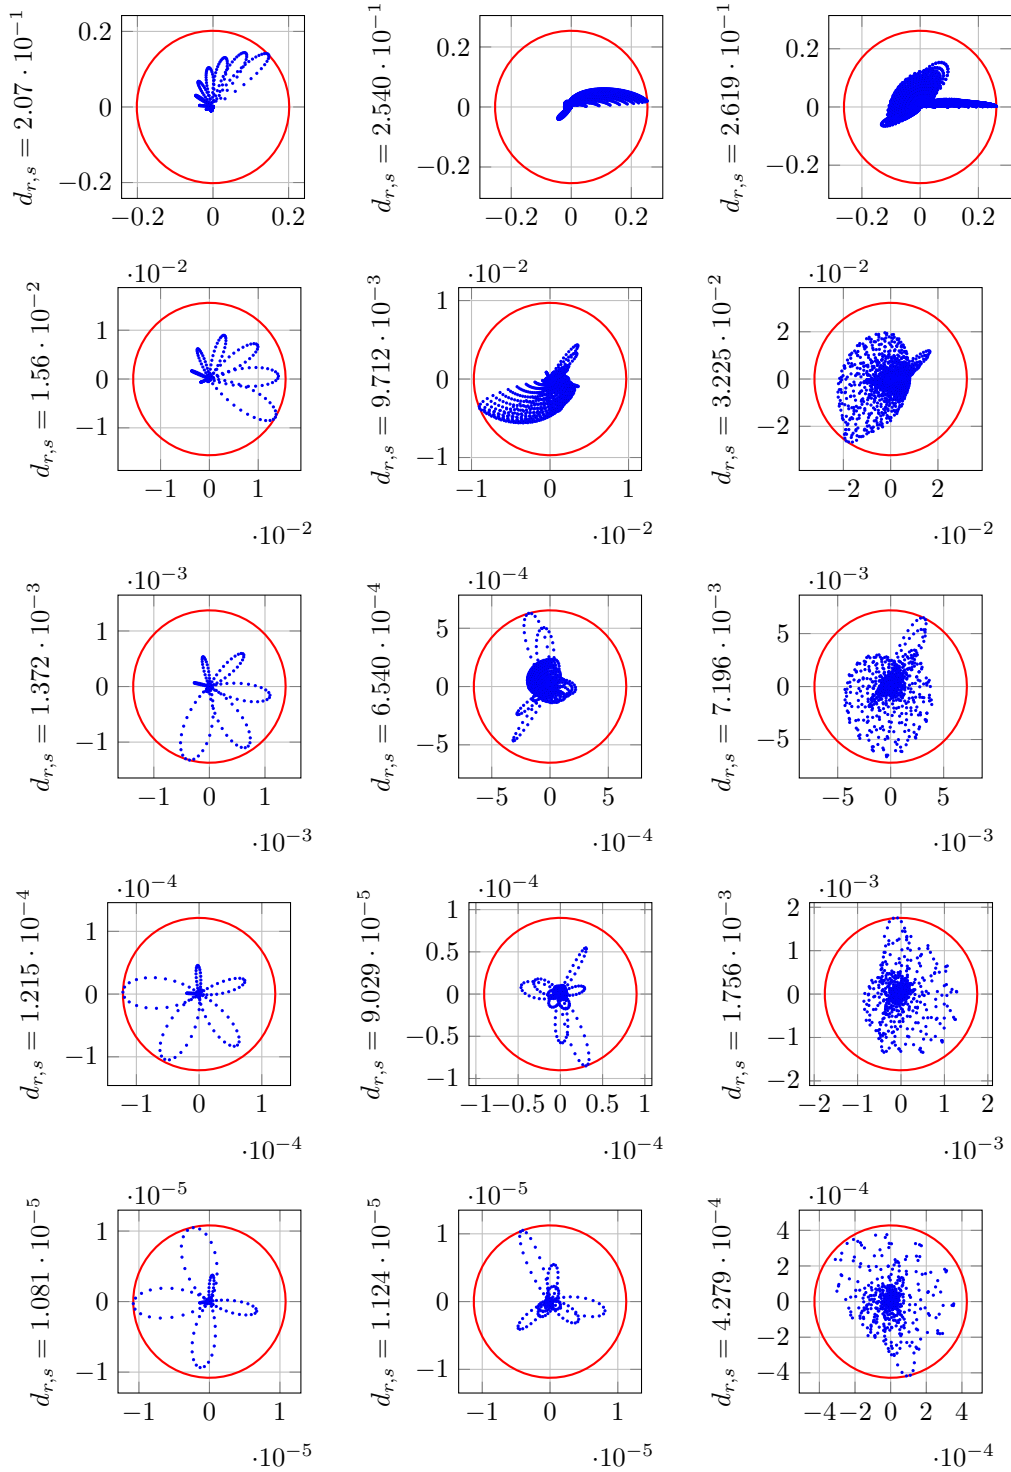 d_{r,s} = 2.07 · 10^{-1}
0.2
0
−0.2
−0.2 0 0.2
d_{r,s} = 2.540 · 10^{-1}
0.2
0
−0.2
−0.2 0 0.2
d_{r,s} = 2.619 · 10^{-1}
0.2
0
−0.2
−0.2 0 0.2
d_{r,s} = 1.56 · 10^{-2}
·10^{-2}
1
0
−1
−1 0 1
·10^{-2}
d_{r,s} = 9.712 · 10^{-3}
·10^{-2}
1
0
−1
−1 0 1
·10^{-2}
d_{r,s} = 3.225 · 10^{-2}
·10^{-2}
2
0
−2
−2 0 2
·10^{-2}
d_{r,s} = 1.372 · 10^{-3}
·10^{-3}
1
0
−1
−1 0 1
·10^{-3}
d_{r,s} = 6.540 · 10^{-4}
·10^{-4}
5
0
−5
−5 0 5
·10^{-4}
d_{r,s} = 7.196 · 10^{-3}
·10^{-3}
5
0
−5
−5 0 5
·10^{-3}
d_{r,s} = 1.215 · 10^{-4}
·10^{-4}
1
0
−1
−1 0 1
·10^{-4}
d_{r,s} = 9.029 · 10^{-5}
·10^{-4}
1
0.5
0
−0.5
−1
−1 −0.5 0 0.5 1
·10^{-4}
d_{r,s} = 1.756 · 10^{-3}
·10^{-3}
2
1
0
−1
−2
−2 −1 0 1 2
·10^{-3}
d_{r,s} = 1.081 · 10^{-5}
·10^{-5}
1
0
−1
−1 0 1
·10^{-5}
d_{r,s} = 1.124 · 10^{-5}
·10^{-5}
1
0
−1
−1 0 1
·10^{-5}
d_{r,s} = 4.279 · 10^{-4}
·10^{-4}
4
2
0
−2
−4
−4 −2 0 2 4
·10^{-4}